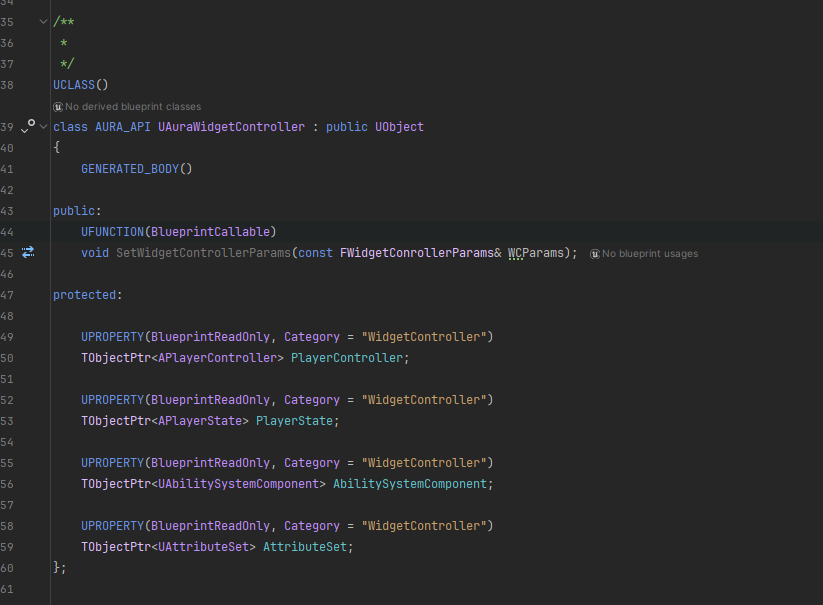 34
35 /**
36 *
37 */
38 UCLASS()
No derived blueprint classes
39 class AURA_API UAuraWidgetController : public UObject
40 {
41 GENERATED_BODY()
42
43 public:
44 UFUNCTION(BlueprintCallable)
45 void SetWidgetControllerParams(const FWidgetConrollerParams& WCParams); No blueprint usages
46
47 protected:
48
49 UPROPERTY(BlueprintReadOnly, Category = "WidgetController")
50 TObjectPtr<APlayerController> PlayerController;
51
52 UPROPERTY(BlueprintReadOnly, Category = "WidgetController")
53 TObjectPtr<APlayerState> PlayerState;
54
55 UPROPERTY(BlueprintReadOnly, Category = "WidgetController")
56 TObjectPtr<UAbilitySystemComponent> AbilitySystemComponent;
57
58 UPROPERTY(BlueprintReadOnly, Category = "WidgetController")
59 TObjectPtr<UAttributeSet> AttributeSet;
60 };
61